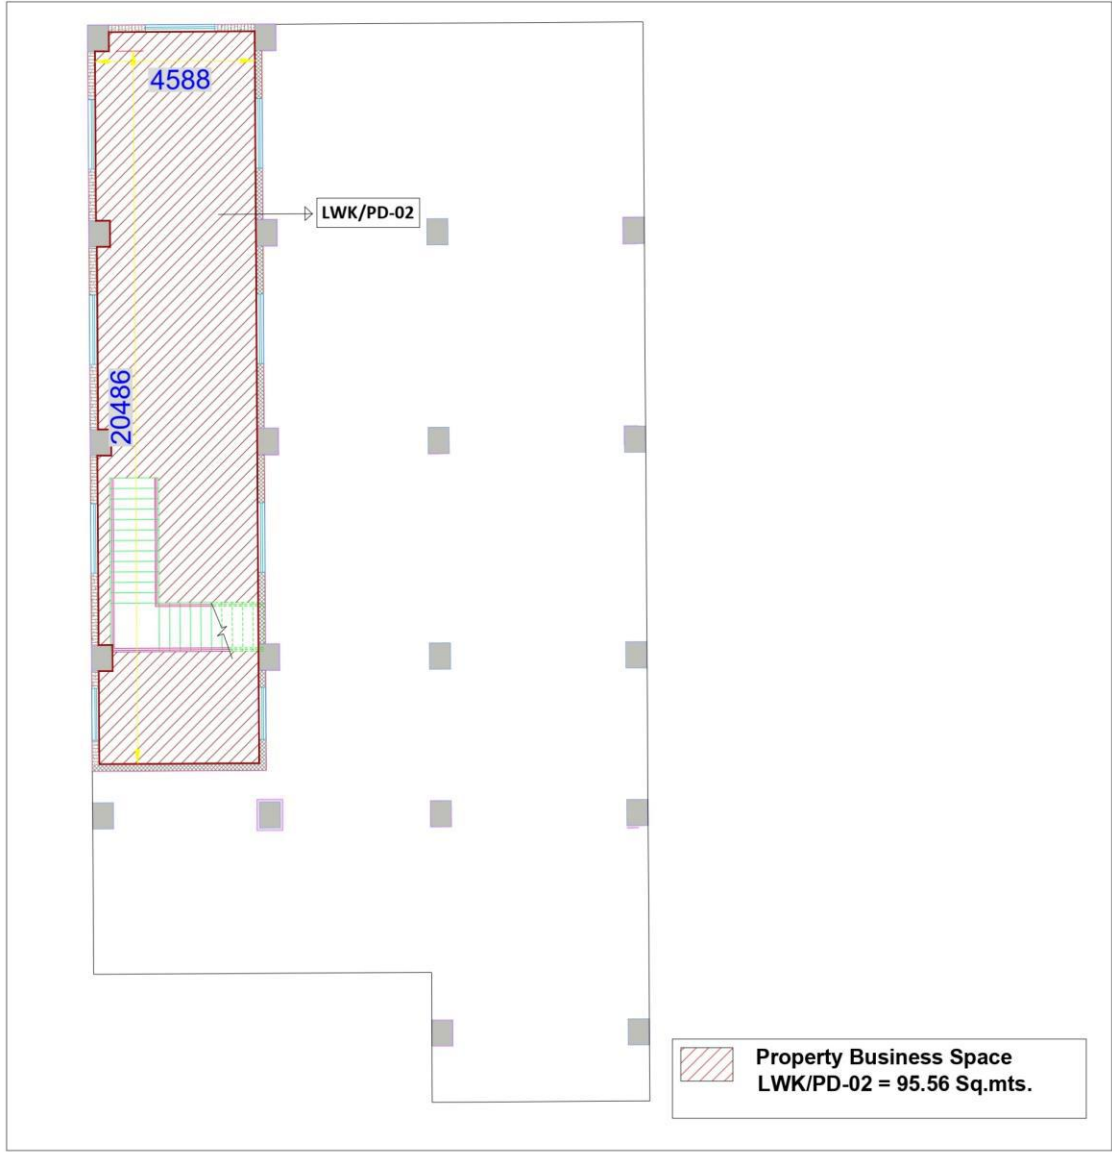 4588
LWK/PD-02
20486
Property Business Space
LWK/PD-02 = 95.56 Sq.mts.